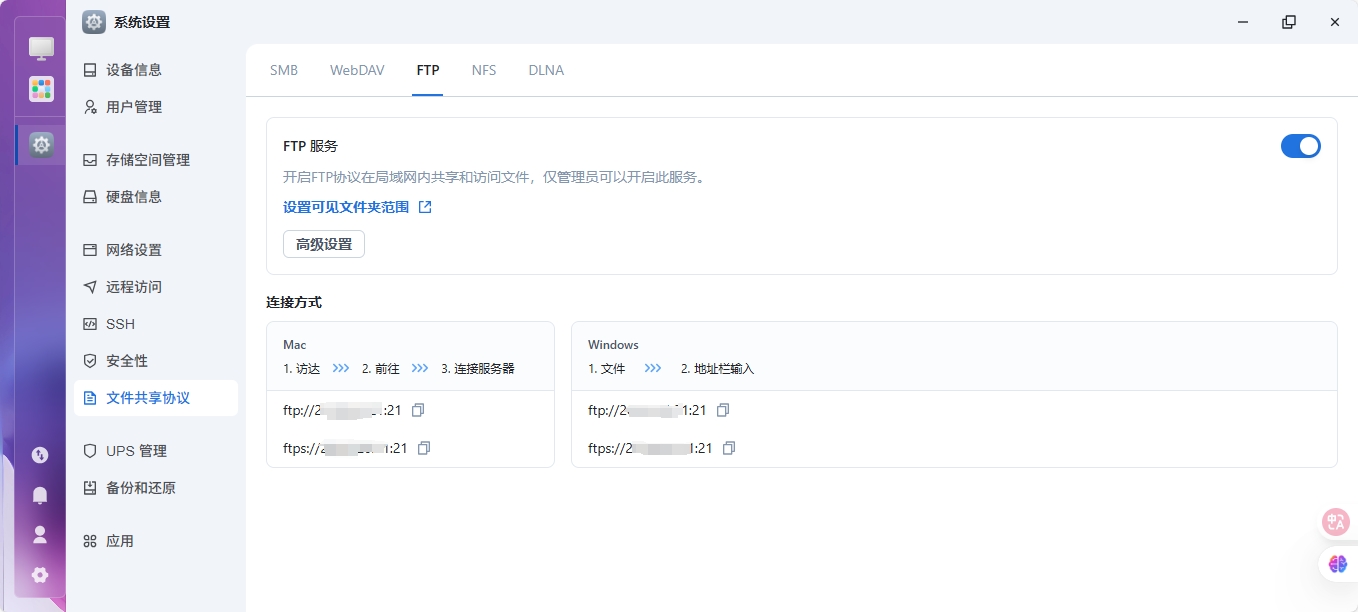 系统设置
设备信息
用户管理
存储空间管理
硬盘信息
网络设置
远程访问
SSH
安全性
文件共享协议
UPS 管理
备份和还原
应用
SMB WebDAV FTP NFS DLNA
FTP 服务
开启FTP协议在局域网内共享和访问文件，仅管理员可以开启此服务。
设置可见文件夹范围
高级设置
连接方式
Mac
1. 访达 2. 前往 3. 连接服务器
ftp://2 :21
ftps://2 :21
Windows
1. 文件 2. 地址栏输入
ftp://2 1:21
ftps://2 1:21
中A